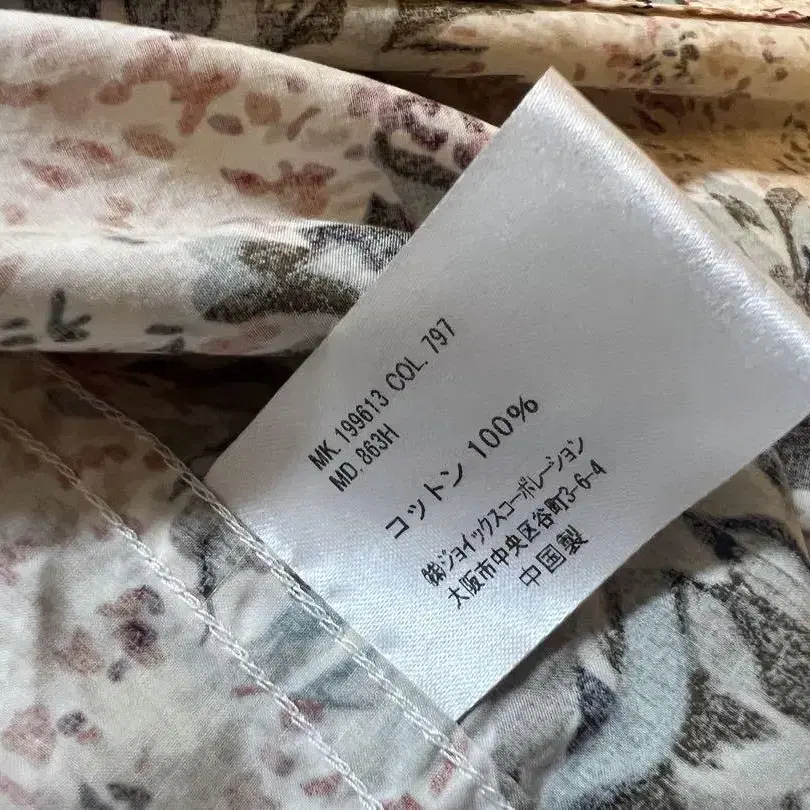 MK. 199613 COL. 797
MD. 863H
コットン 100%
㈱ジョイックスコーポレーション
大阪市中央区谷町3-6-4
中国製